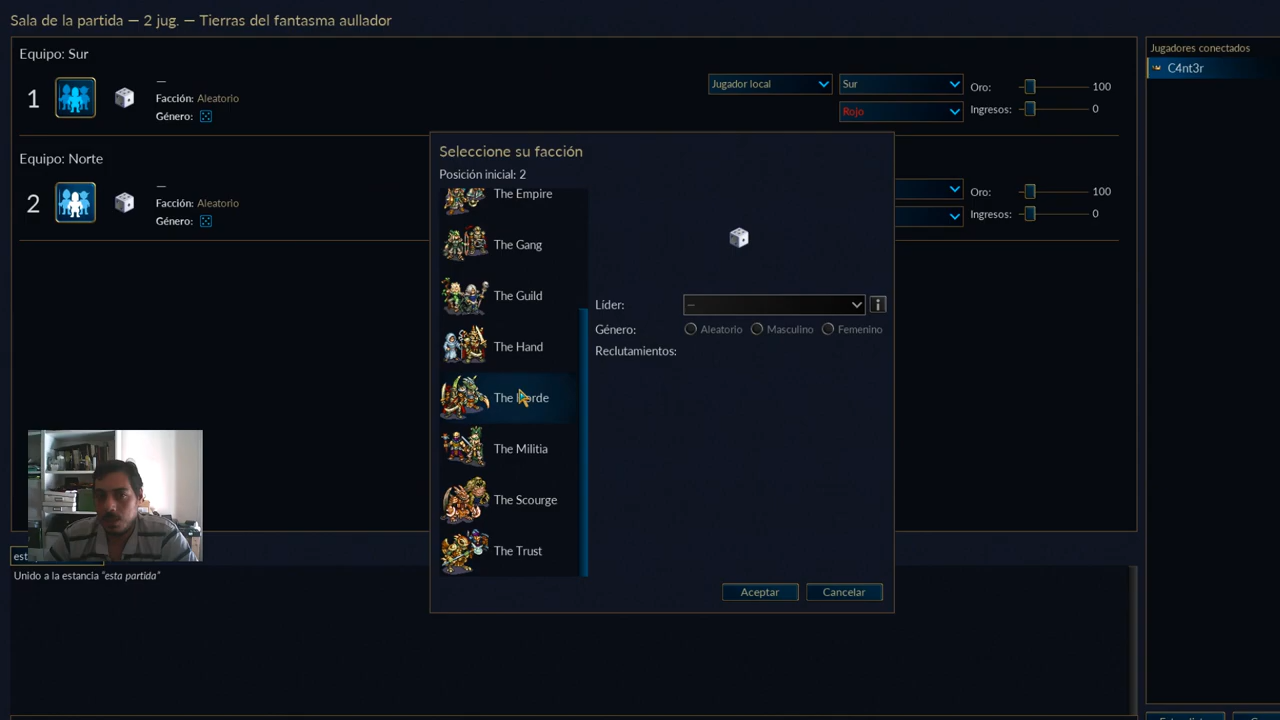 Sala de la partida — 2 jug. — Tierras del fantasma aullador
Jugadores conectados
C4nt3r
Equipo: Sur
1
—
Facción: Aleatorio
Género:
Jugador local
Sur
Rojo
Oro: 100
Ingresos: 0
Equipo: Norte
2
—
Facción: Aleatorio
Género:
Oro: 100
Ingresos: 0
Seleccione su facción
Posición inicial: 2
The Empire
The Gang
The Guild
The Hand
The Militia
The Scourge
The Trust
Líder: —
Género: Aleatorio Masculino Femenino
Reclutamientos:
Aceptar
Cancelar
Unido a la estancia “esta partida”